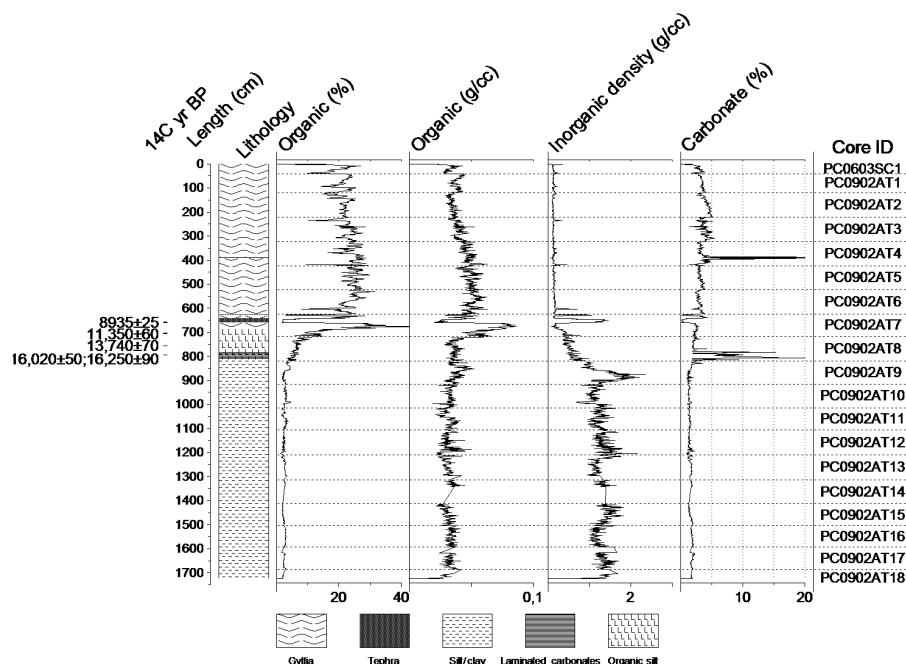 14C yr BP
Length (cm)
Lithology
Organic (%)
Organic (g/cc)
Inorganic density (g/cc)
Carbonate (%)
Core ID
0
100
200
300
400
500
600
700
800
900
1000
1100
1200
1300
1400
1500
1600
1700
8935±25
11,350±60
13,740±70
16,020±50;16,250±90
PC0603SC1
PC0902AT1
PC0902AT2
PC0902AT3
PC0902AT4
PC0902AT5
PC0902AT6
PC0902AT7
PC0902AT8
PC0902AT9
PC0902AT10
PC0902AT11
PC0902AT12
PC0902AT13
PC0902AT14
PC0902AT15
PC0902AT16
PC0902AT17
PC0902AT18
20 40 0,1 2 10 20
Gyttia Tephra Silt/clay Laminated carbonates Organic silt